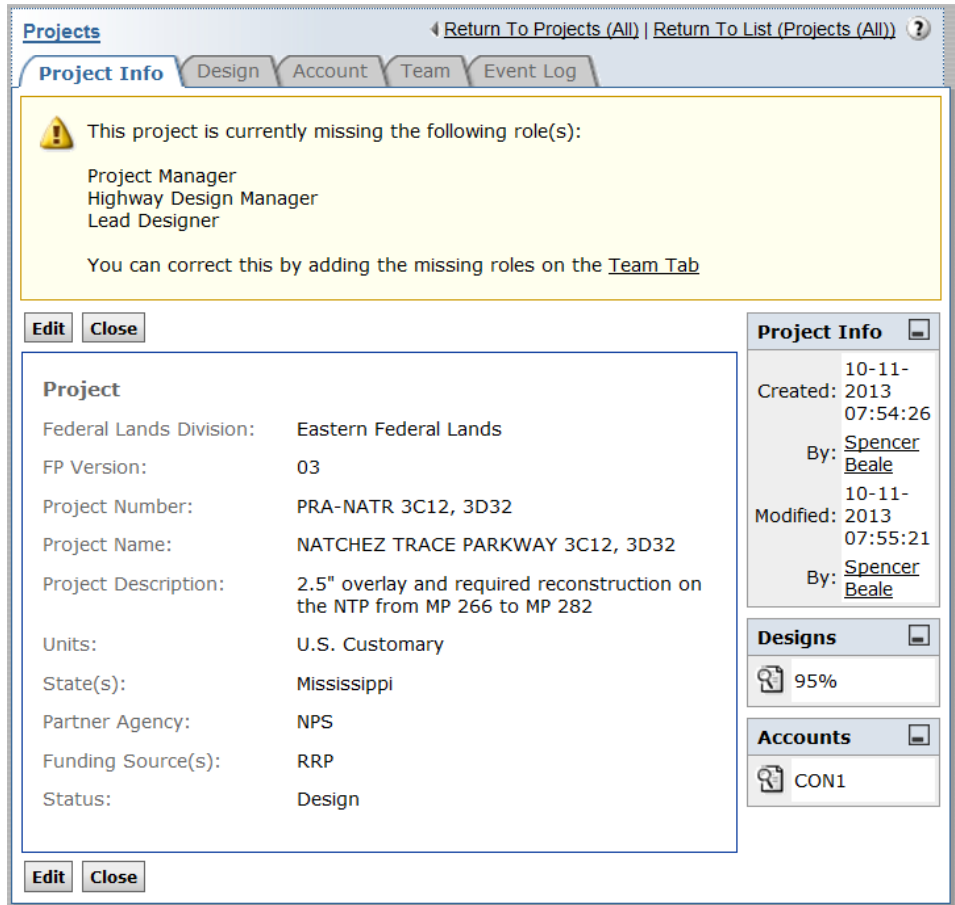 Projects
Return To Projects (All) | Return To List (Projects (All)) ?
Project Info
Design
Account
Team
Event Log
This project is currently missing the following role(s):
Project Manager
Highway Design Manager
Lead Designer
You can correct this by adding the missing roles on the Team Tab
Edit Close
Project
Federal Lands Division: Eastern Federal Lands
FP Version: 03
Project Number: PRA-NATR 3C12, 3D32
Project Name: NATCHEZ TRACE PARKWAY 3C12, 3D32
Project Description: 2.5" overlay and required reconstruction on
the NTP from MP 266 to MP 282
Units: U.S. Customary
State(s): Mississippi
Partner Agency: NPS
Funding Source(s): RRP
Status: Design
Edit Close
Project Info
10-11-
Created: 2013
07:54:26
By: Spencer
Beale
10-11-
Modified: 2013
07:55:21
By: Spencer
Beale
Designs
95%
Accounts
CON1